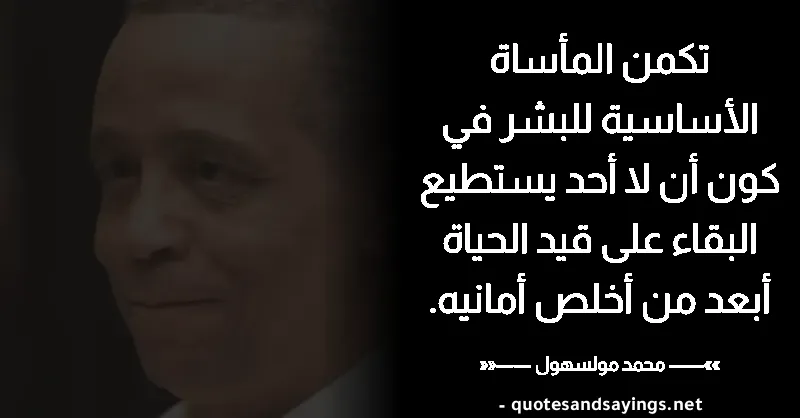 تكمن المأساة
الأساسية للبشر في
كون أن لا أحد يستطيع
البقاء على قيد الحياة
أبعد من أخلص أمانيه.
»»—— محمد مولسهول ——««
- quotesandsayings.net